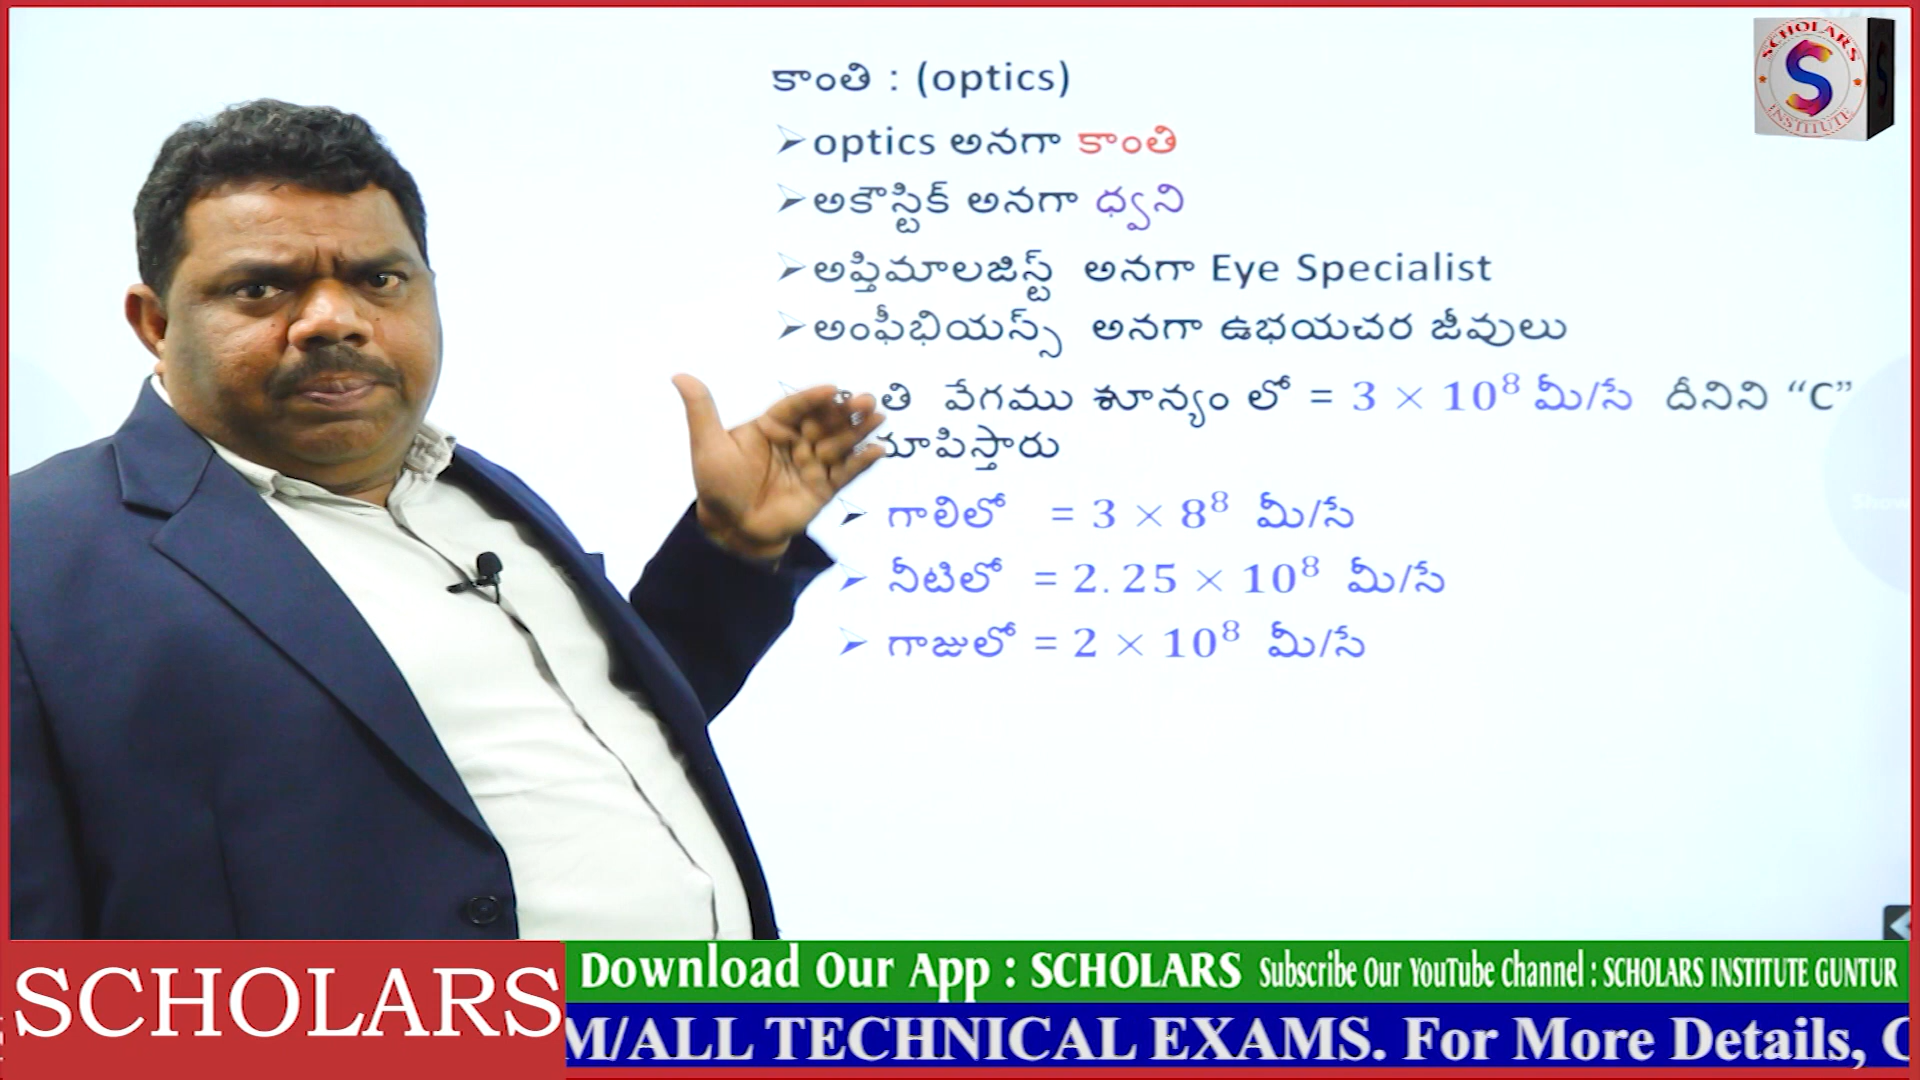 SCHOLARS
S
INSTITUTE
కాంతి : (optics)
optics అనగా కాంతి
అకౌస్టిక్ అనగా ధ్వని
అప్తిమాలజిస్ట్ అనగా Eye Specialist
అంఫీభియస్స్ అనగా ఉభయచర జీవులు
వేగము శూన్యం లో = 3 × 10⁸ మీ/సే దీనిని “C”
గాలిలో = 3 × 8⁸ మీ/సే
నీటిలో = 2.25 × 10⁸ మీ/సే
గాజులో = 2 × 10⁸ మీ/సే
SCHOLARS
Download Our App : SCHOLARS Subscribe Our YouTube Channel : SCHOLARS INSTITUTE GUNTUR
M/ALL TECHNICAL EXAMS. For More Details, C